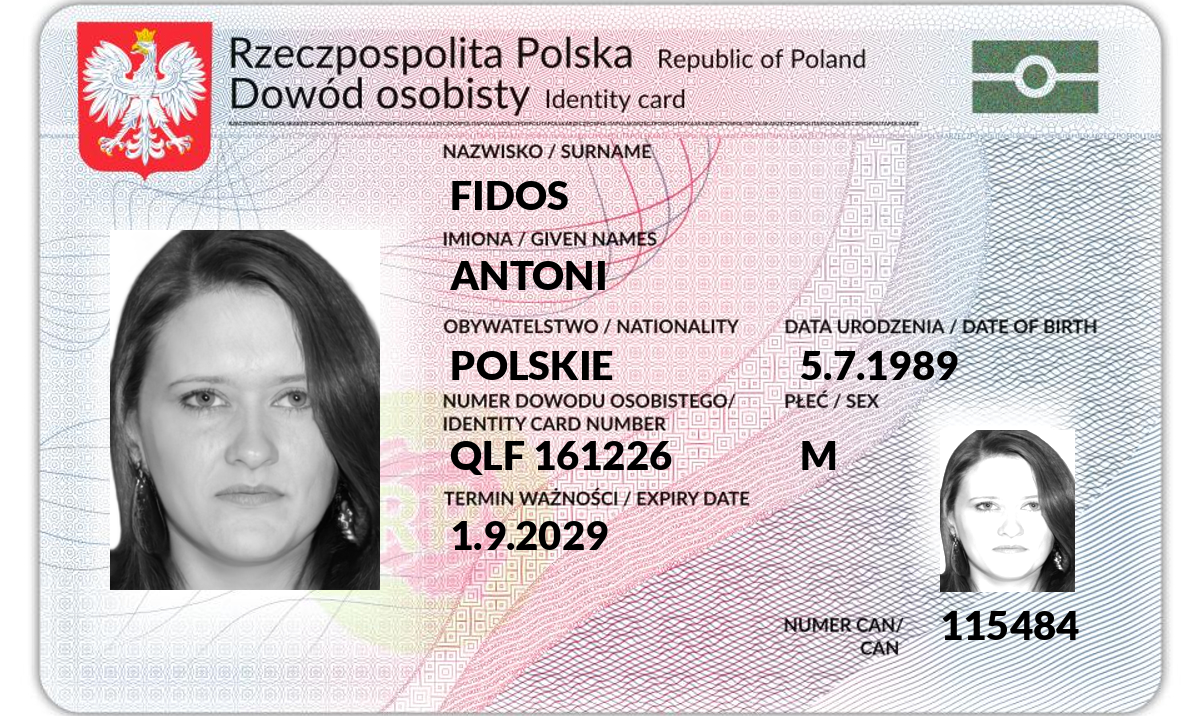 Rzeczpospolita Polska Republic of Poland
Dowód osobisty Identity card
NAZWISKO / SURNAME
FIDOS
IMIONA / GIVEN NAMES
ANTONI
OBYWATELSTWO / NATIONALITY DATA URODZENIA / DATE OF BIRTH
POLSKIE 5.7.1989
NUMER DOWODU OSOBISTEGO/ PŁEĆ / SEX
IDENTITY CARD NUMBER
QLF 161226 M
TERMIN WAŻNOŚCI / EXPIRY DATE
1.9.2029
NUMER CAN/ 115484
CAN